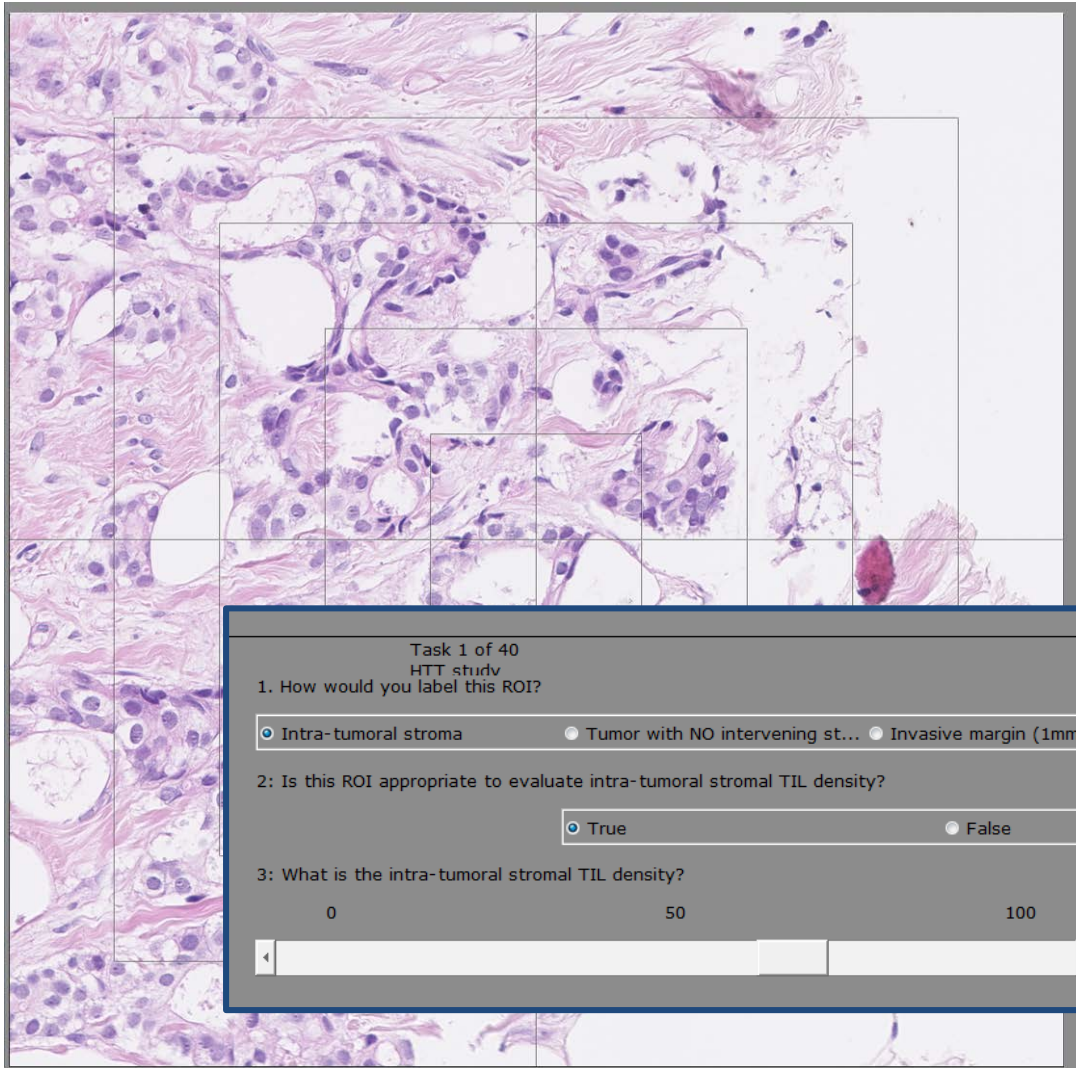 Task 1 of 40
HTT study
1. How would you label this ROI?
Intra-tumoral stroma Tumor with NO intervening st... Invasive margin (1mm
2: Is this ROI appropriate to evaluate intra-tumoral stromal TIL density?
True False
3: What is the intra-tumoral stromal TIL density?
0 50 100